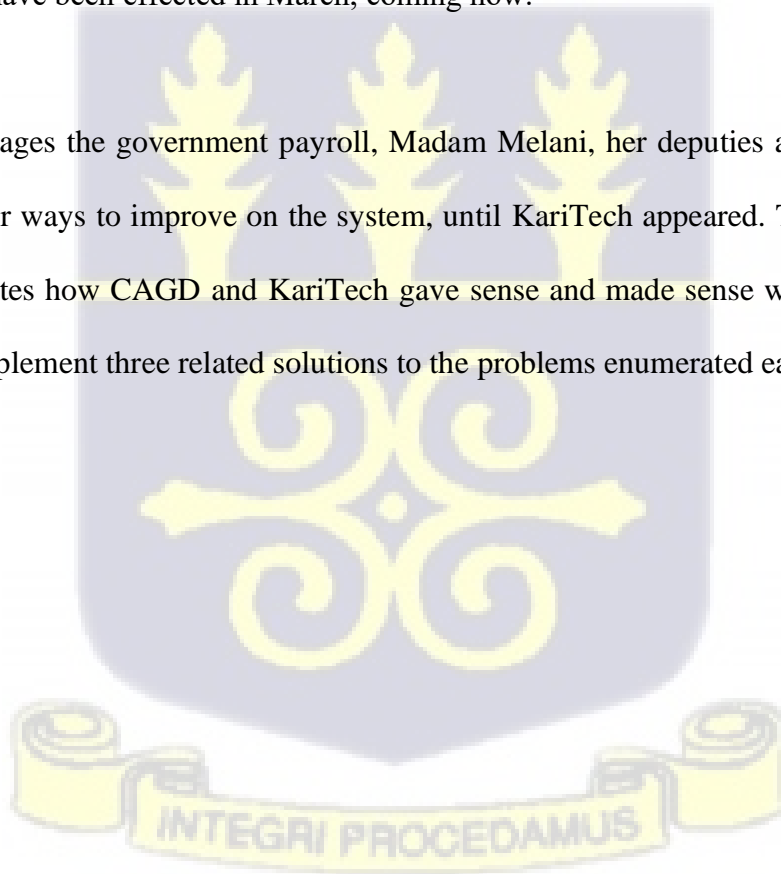 have been effected in March, coming now.
ages the government payroll, Madam Melani, her deputies a
r ways to improve on the system, until KariTech appeared. T
tes how CAGD and KariTech gave sense and made sense w
plement three related solutions to the problems enumerated ea
INTEGRI PROCEDAMUS